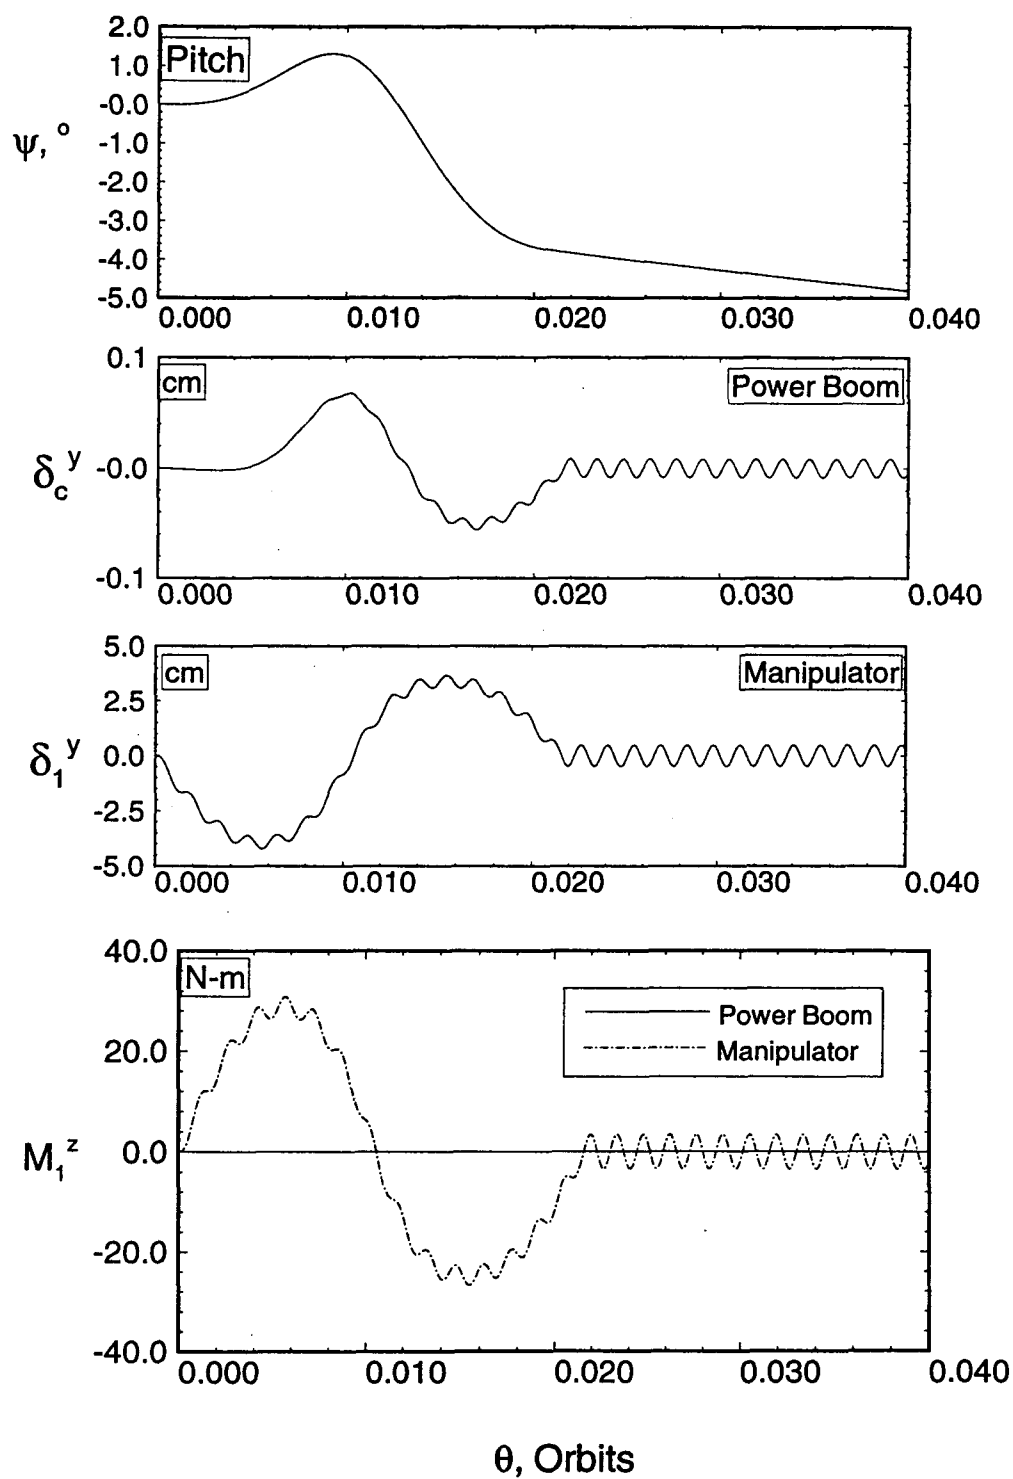 2.0
Pitch
1.0
-0.0
ψ, °
-1.0
-2.0
-3.0
-4.0
-5.0
0.000 0.010 0.020 0.030 0.040
0.1
cm Power Boom
δc^y -0.0
-0.1
0.000 0.010 0.020 0.030 0.040
5.0
cm Manipulator
2.5
δ1^y 0.0
-2.5
-5.0
0.000 0.010 0.020 0.030 0.040
40.0
N-m
Power Boom
20.0 Manipulator
M1^z 0.0
-20.0
-40.0
0.000 0.010 0.020 0.030 0.040
θ, Orbits